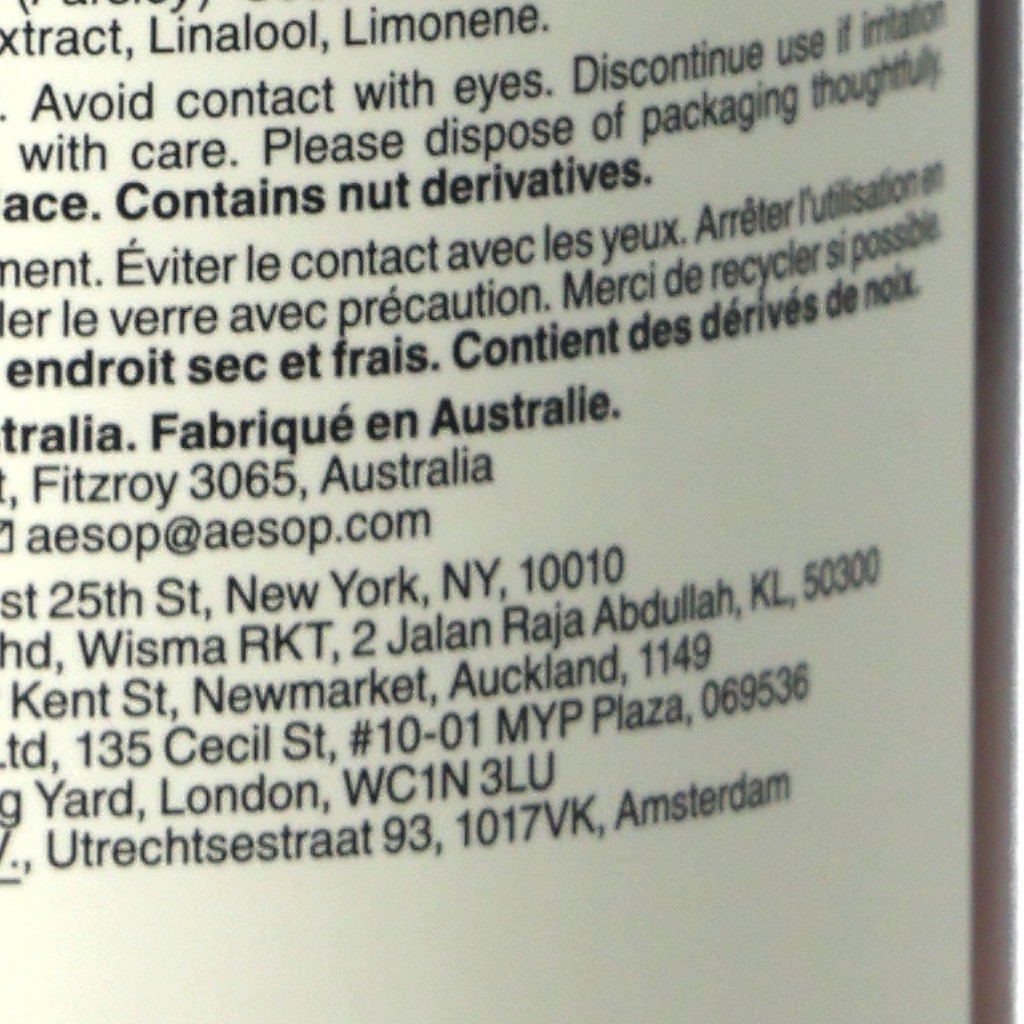 (Parsley)
xtract, Linalool, Limonene.
. Avoid contact with eyes. Discontinue use if irritation
with care. Please dispose of packaging thoughtfully.
ace. Contains nut derivatives.
ment. Éviter le contact avec les yeux. Arrêter l'utilisation en
ler le verre avec précaution. Merci de recycler si possible.
endroit sec et frais. Contient des dérivés de noix.
tralia. Fabriqué en Australie.
t, Fitzroy 3065, Australia
aesop@aesop.com
st 25th St, New York, NY, 10010
hd, Wisma RKT, 2 Jalan Raja Abdullah, KL, 50300
Kent St, Newmarket, Auckland, 1149
Ltd, 135 Cecil St, #10-01 MYP Plaza, 069536
g Yard, London, WC1N 3LU
V., Utrechtsestraat 93, 1017VK, Amsterdam